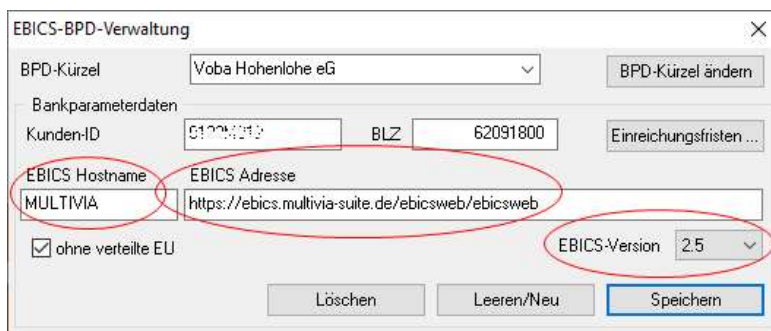 EBICS-BPD-Verwaltung
BPD-Kürzel Voba Hohenlohe eG BPD-Kürzel ändern
Bankparameterdaten
Kunden-ID BLZ 62091800 Einreichungsfristen ...
EBICS Hostname EBICS Adresse
MULTIVIA https://ebics.multivia-suite.de/ebicsweb/ebicsweb
ohne verteilte EU EBICS-Version 2.5
Löschen Leeren/Neu Speichern